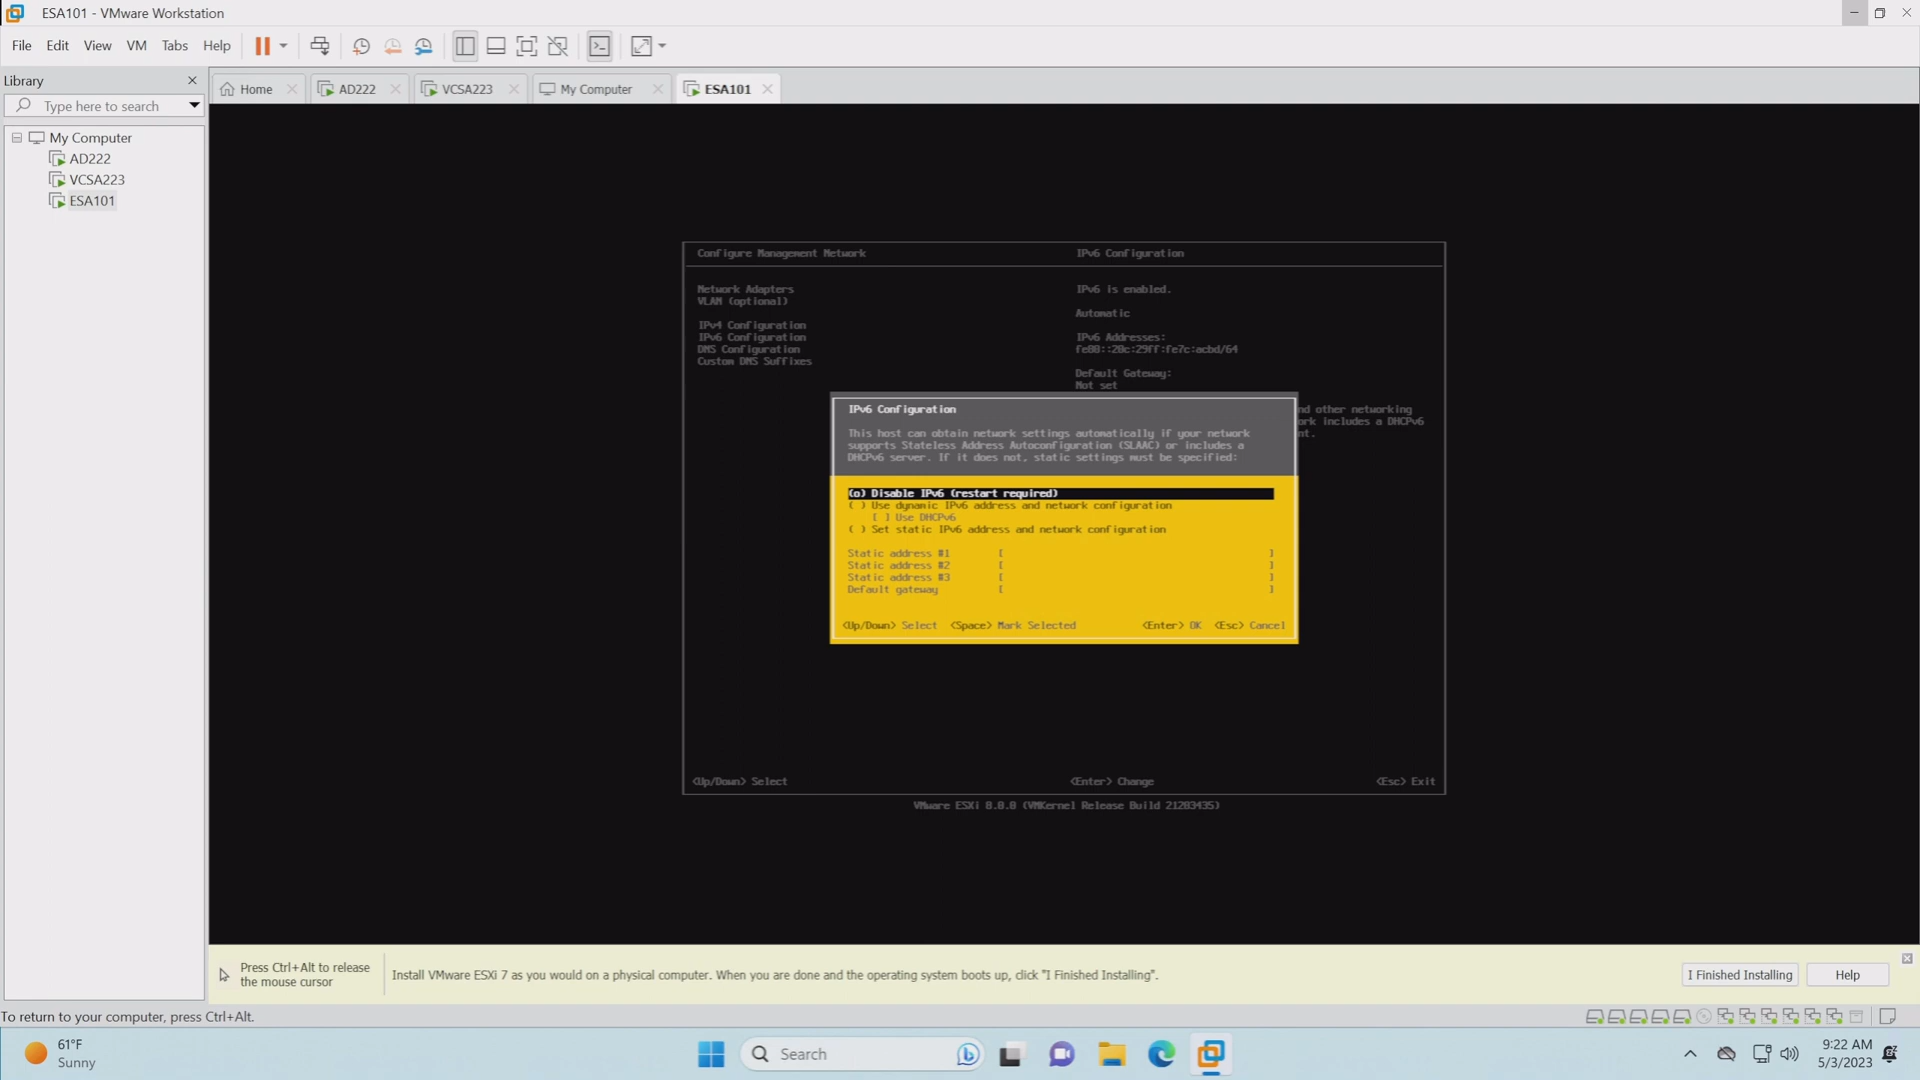 ESA101 - VMware Workstation
File Edit View VM Tabs Help
Library
Type here to search
My Computer
AD222
VCSA223
ESA101
Home
AD222
VCSA223
My Computer
ESA101
Configure Management Network
IPv6 Configuration
Network Adapters
VLAN (optional)
IPv4 Configuration
IPv6 Configuration
DNS Configuration
Custom DNS Suffixes
IPv6 is enabled.
Automatic
IPv6 Addresses:
fe80::20c:29ff:fe7c:acbd/64
Default Gateway:
Not set
nd other networking
ork includes a DHCPv6
nt.
IPv6 Configuration
This host can obtain network settings automatically if your network
supports Stateless Address Autoconfiguration (SLAAC) or includes a
DHCPv6 server. If it does not, static settings must be specified:
(o) Disable IPv6 (restart required)
( ) Use dynamic IPv6 address and network configuration
[ ] Use DHCPv6
( ) Set static IPv6 address and network configuration
Static address #1 [ ]
Static address #2 [ ]
Static address #3 [ ]
Default gateway [ ]
<Up/Down> Select <Space> Mark Selected <Enter> OK <Esc> Cancel
<Up/Down> Select <Enter> Change <Esc> Exit
VMware ESXi 8.0.0 (VMKernel Release Build 21203435)
Press Ctrl+Alt to release
the mouse cursor
Install VMware ESXi 7 as you would on a physical computer. When you are done and the operating system boots up, click "I Finished Installing".
I Finished Installing
Help
To return to your computer, press Ctrl+Alt.
61°F
Sunny
Search
9:22 AM
5/3/2023